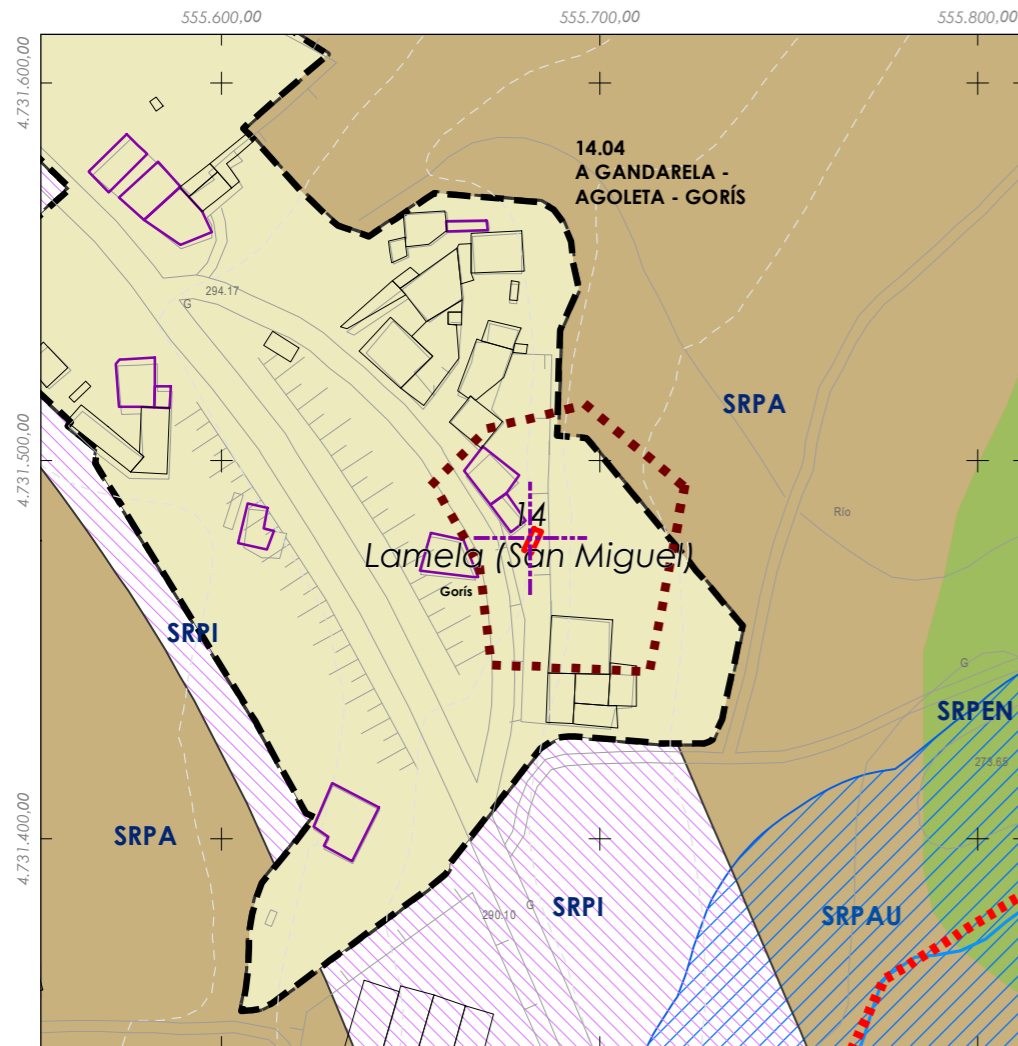 555.600,00
555.700,00
555.800,00
4.731.600,00
14.04
A GANDARELA -
AGOLETA - GORÍS
294.17
G
SRPA
4.731.500,00
Río
14
Lamela (San Miguel)
Gorís
SRPI
G
SRPEN
273.65
4.731.400,00
SRPA
G
SRPI
290.10
SRPAU